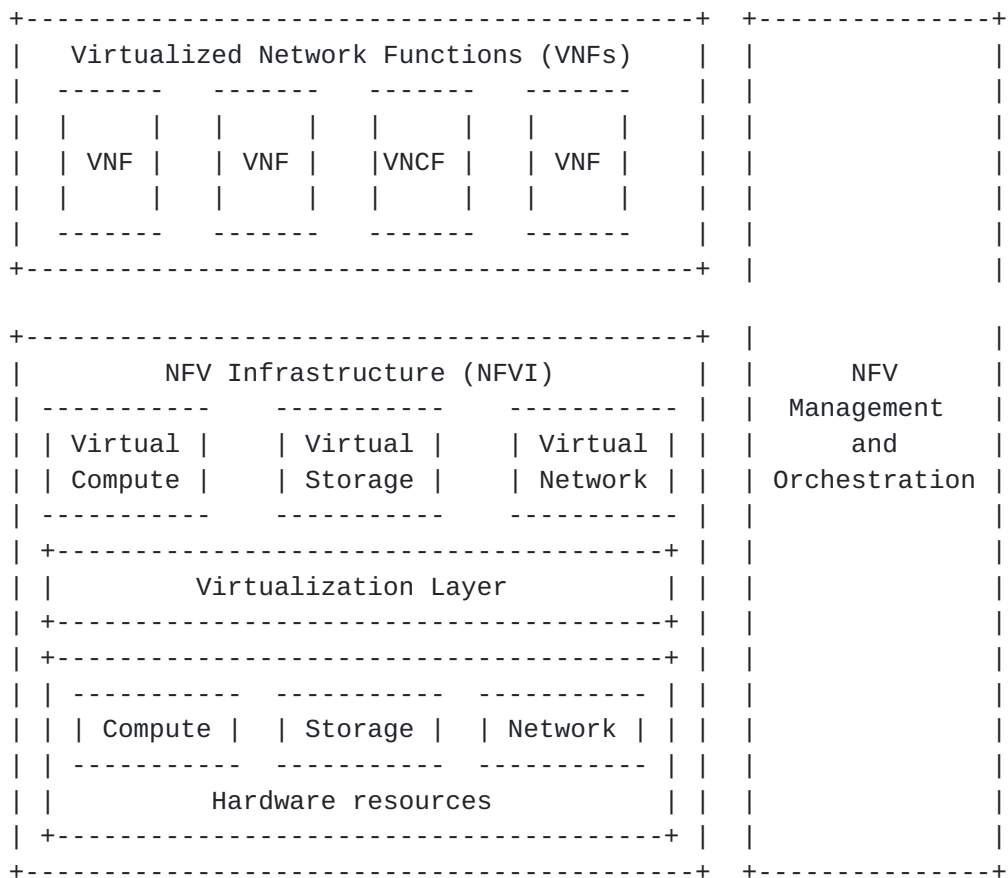 Virtualized Network Functions (VNFs)
VNF VNF VNCF VNF
NFV Infrastructure (NFVI) NFV
Management
Virtual Virtual Virtual and
Compute Storage Network Orchestration
Virtualization Layer
Compute Storage Network
Hardware resources